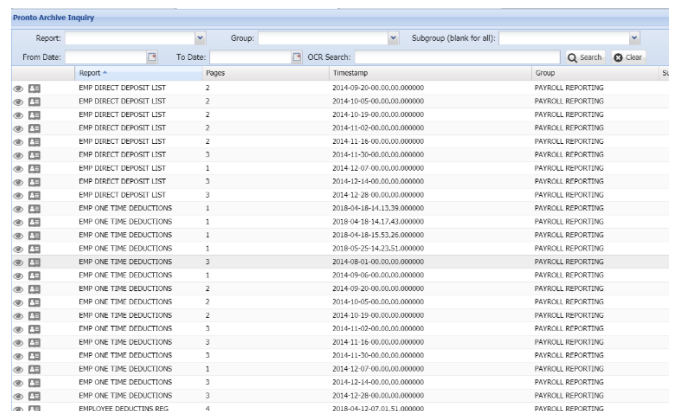 Pronto Archive Inquiry
Report: Group: Subgroup (blank for all):
From Date: To Date: OCR Search: Search Clear
Report Pages Timestamp Group Su
EMP DIRECT DEPOSIT LIST 2 2014-09-20-00.00.00.000000 PAYROLL REPORTING
EMP DIRECT DEPOSIT LIST 2 2014-10-05-00.00.00.000000 PAYROLL REPORTING
EMP DIRECT DEPOSIT LIST 2 2014-10-19-00.00.00.000000 PAYROLL REPORTING
EMP DIRECT DEPOSIT LIST 2 2014-11-02-00.00.00.000000 PAYROLL REPORTING
EMP DIRECT DEPOSIT LIST 2 2014-11-16-00.00.00.000000 PAYROLL REPORTING
EMP DIRECT DEPOSIT LIST 3 2014-11-30-00.00.00.000000 PAYROLL REPORTING
EMP DIRECT DEPOSIT LIST 1 2014-12-07-00.00.00.000000 PAYROLL REPORTING
EMP DIRECT DEPOSIT LIST 3 2014-12-14-00.00.00.000000 PAYROLL REPORTING
EMP DIRECT DEPOSIT LIST 3 2014-12-28-00.00.00.000000 PAYROLL REPORTING
EMP ONE TIME DEDUCTIONS 1 2018-04-18-14.13.39.000000 PAYROLL REPORTING
EMP ONE TIME DEDUCTIONS 1 2018-04-18-14.17.43.000000 PAYROLL REPORTING
EMP ONE TIME DEDUCTIONS 1 2018-04-18-15.53.26.000000 PAYROLL REPORTING
EMP ONE TIME DEDUCTIONS 1 2018-05-25-14.23.51.000000 PAYROLL REPORTING
EMP ONE TIME DEDUCTIONS 3 2014-08-01-00.00.00.000000 PAYROLL REPORTING
EMP ONE TIME DEDUCTIONS 1 2014-09-06-00.00.00.000000 PAYROLL REPORTING
EMP ONE TIME DEDUCTIONS 2 2014-09-20-00.00.00.000000 PAYROLL REPORTING
EMP ONE TIME DEDUCTIONS 2 2014-10-05-00.00.00.000000 PAYROLL REPORTING
EMP ONE TIME DEDUCTIONS 2 2014-10-19-00.00.00.000000 PAYROLL REPORTING
EMP ONE TIME DEDUCTIONS 3 2014-11-02-00.00.00.000000 PAYROLL REPORTING
EMP ONE TIME DEDUCTIONS 3 2014-11-16-00.00.00.000000 PAYROLL REPORTING
EMP ONE TIME DEDUCTIONS 3 2014-11-30-00.00.00.000000 PAYROLL REPORTING
EMP ONE TIME DEDUCTIONS 1 2014-12-07-00.00.00.000000 PAYROLL REPORTING
EMP ONE TIME DEDUCTIONS 3 2014-12-14-00.00.00.000000 PAYROLL REPORTING
EMP ONE TIME DEDUCTIONS 3 2014-12-28-00.00.00.000000 PAYROLL REPORTING
EMPLOYEE DEDUCTINS REG 4 2018-04-12-07.01.51.000000 PAYROLL REPORTING